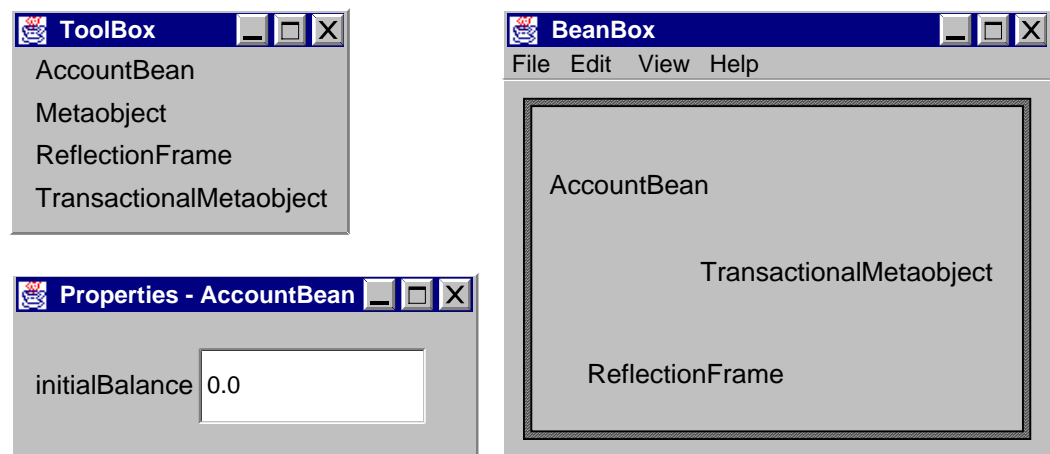 ToolBox
AccountBean
Metaobject
ReflectionFrame
TransactionalMetaobject
Properties - AccountBean
initialBalance 0.0
BeanBox
File Edit View Help
AccountBean
TransactionalMetaobject
ReflectionFrame